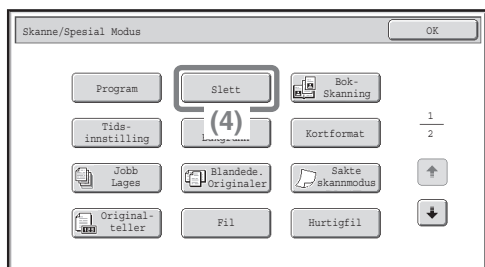 Skanne/Spesial Modus
OK
Program
Slett
Bok-
Skanning
Tids-
innstilling
(4)
Kortformat
1
2
Jobb
Lages
Blandede.
Originaler
Sakte
skannmodus
Original-
teller
Fil
Hurtigfil